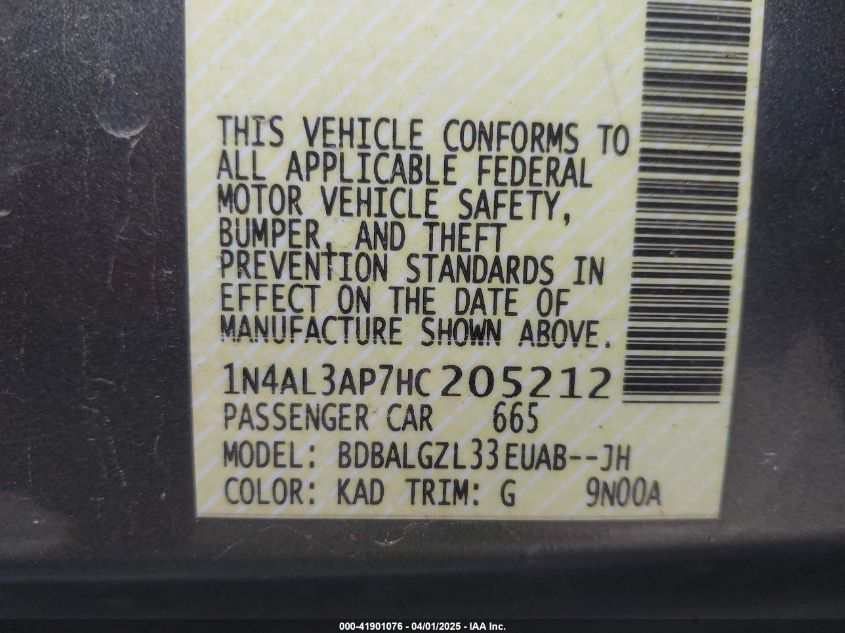 THIS VEHICLE CONFORMS TO
ALL APPLICABLE FEDERAL
MOTOR VEHICLE SAFETY,
BUMPER, AND THEFT
PREVENTION STANDARDS IN
EFFECT ON THE DATE OF
MANUFACTURE SHOWN ABOVE.
1N4AL3AP7HC205212
PASSENGER CAR 665
MODEL: BDBALGZL33EUAB--JH
COLOR: KAD TRIM: G 9N00A
000-41901076 - 04/01/2025 - IAA Inc.